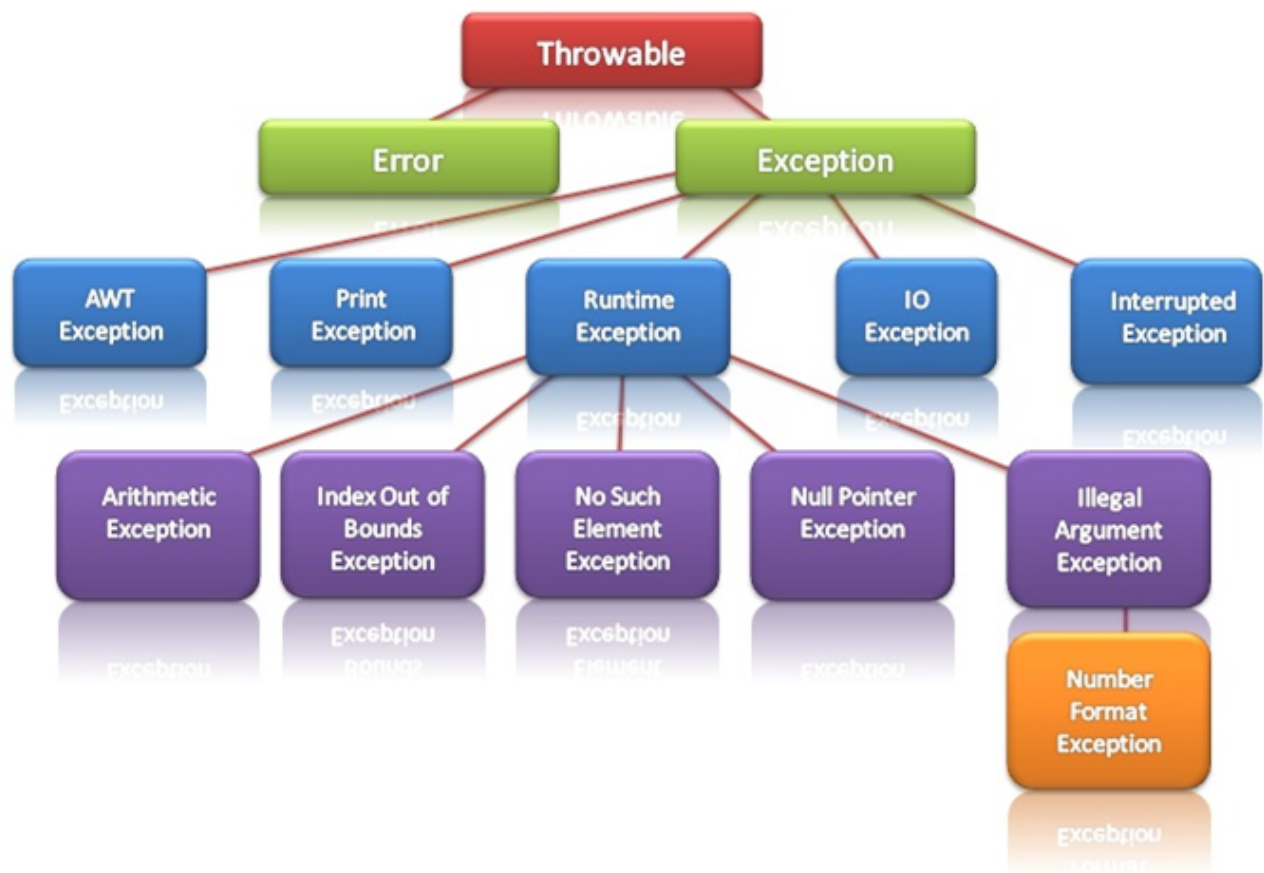 Throwable
Error
Exception
AWT
Exception
Print
Exception
Runtime
Exception
IO
Exception
Interrupted
Exception
Arithmetic
Exception
Index Out of
Bounds
Exception
No Such
Element
Exception
Null Pointer
Exception
Illegal
Argument
Exception
Number
Format
Exception